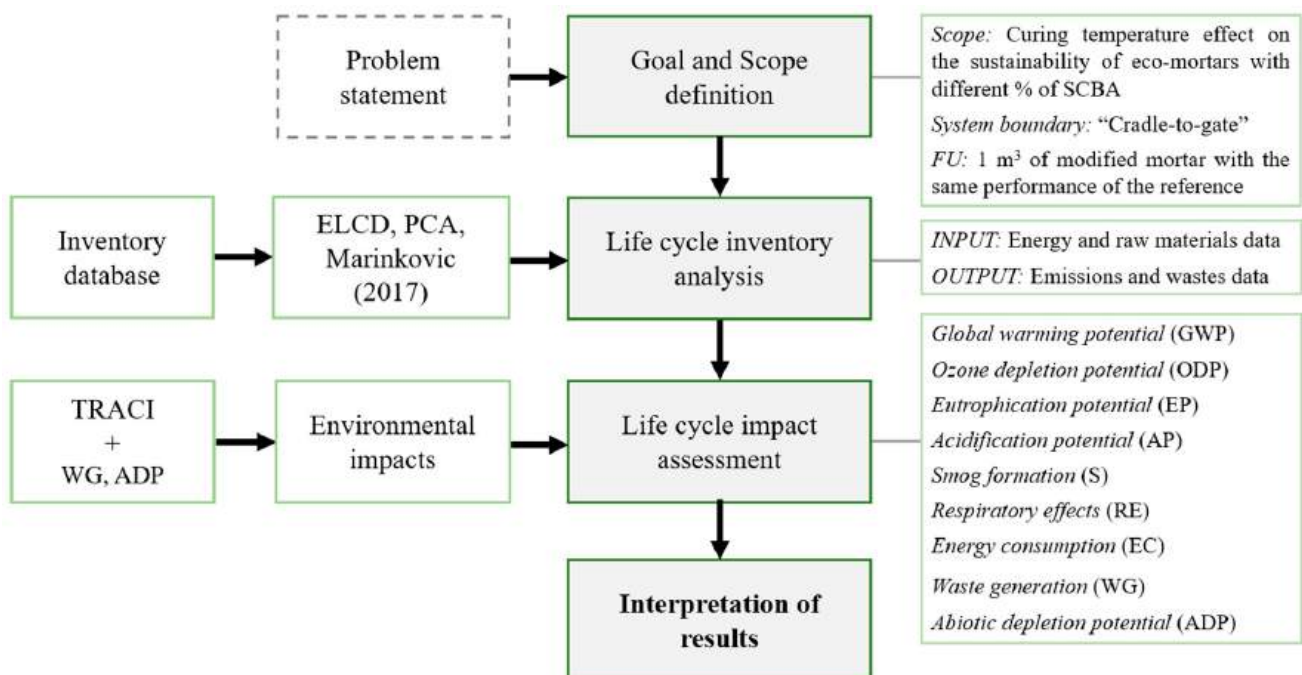 Problem
statement
Goal and Scope
definition
Scope: Curing temperature effect on
the sustainability of eco-mortars with
different % of SCBA
System boundary: “Cradle-to-gate”
FU: 1 m³ of modified mortar with the
same performance of the reference
Inventory
database
ELCD, PCA,
Marinkovic
(2017)
Life cycle inventory
analysis
INPUT: Energy and raw materials data
OUTPUT: Emissions and wastes data
TRACI
+
WG, ADP
Environmental
impacts
Life cycle impact
assessment
Global warming potential (GWP)
Ozone depletion potential (ODP)
Eutrophication potential (EP)
Acidification potential (AP)
Smog formation (S)
Respiratory effects (RE)
Energy consumption (EC)
Waste generation (WG)
Abiotic depletion potential (ADP)
Interpretation of
results